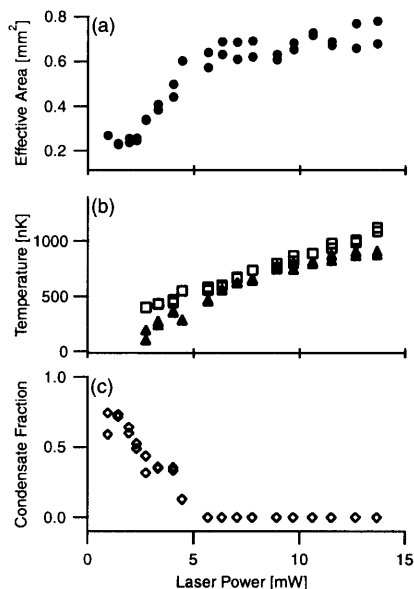 0.8
(a)
0.6
0.4
0.2
Effective Area [mm²]
(b)
1000
500
0
Temperature [nK]
1.0
(c)
0.5
0.0
Condensate Fraction
0
5
10
15
Laser Power [mW]